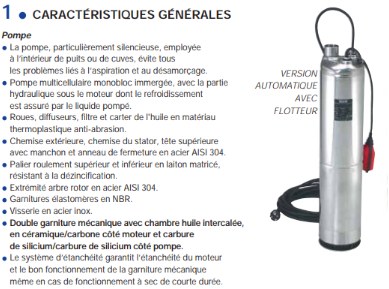 1 • CARACTÉRISTIQUES GÉNÉRALES
Pompe
• La pompe, particulièrement silencieuse, employée
à l'intérieur de puits ou de cuves, évite tous
les problèmes liés à l'aspiration et au désamorçage.
• Pompe multicellulaire monobloc immergée, avec la partie
hydraulique sous le moteur dont le refroidissement
est assuré par le liquide pompé.
• Roues, diffuseurs, filtre et carter de l'huile en matériau
thermoplastique anti-abrasion.
• Chemise extérieure, chemise du stator, tête supérieure
avec manchon et anneau de fermeture en acier AISI 304.
• Palier roulement supérieur et inférieur en laiton matricé,
résistant à la dézincification.
• Extrémité arbre rotor en acier AISI 304.
• Garnitures élastomères en NBR.
• Visserie en acier inox.
• Double garniture mécanique avec chambre huile intercalée,
en céramique/carbone côté moteur et carbure
de silicium/carbure de silicium côté pompe.
• Le système d'étanchéité garantit l'étanchéité du moteur
et le bon fonctionnement de la garniture mécanique
même en cas de fonctionnement à sec de courte durée.
VERSION
AUTOMATIQUE
AVEC
FLOTTEUR